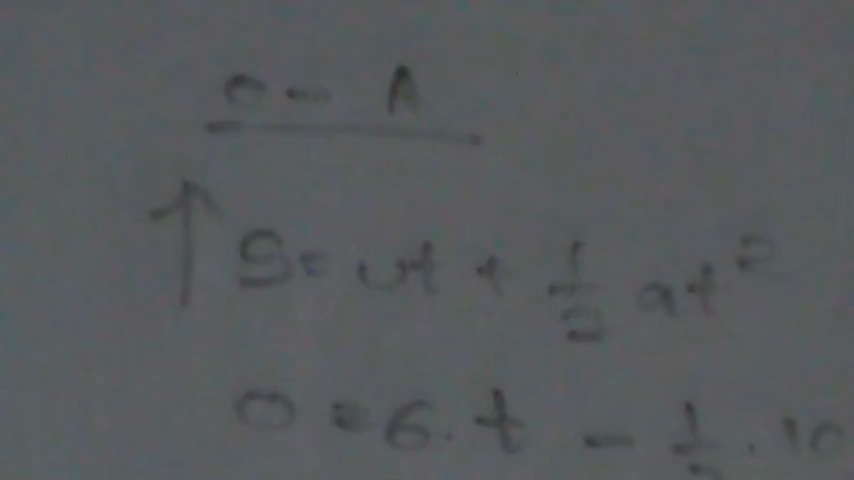 O - A
↑ S = ut + 1/2 at²
0 = 6.t - 1/2 . 10